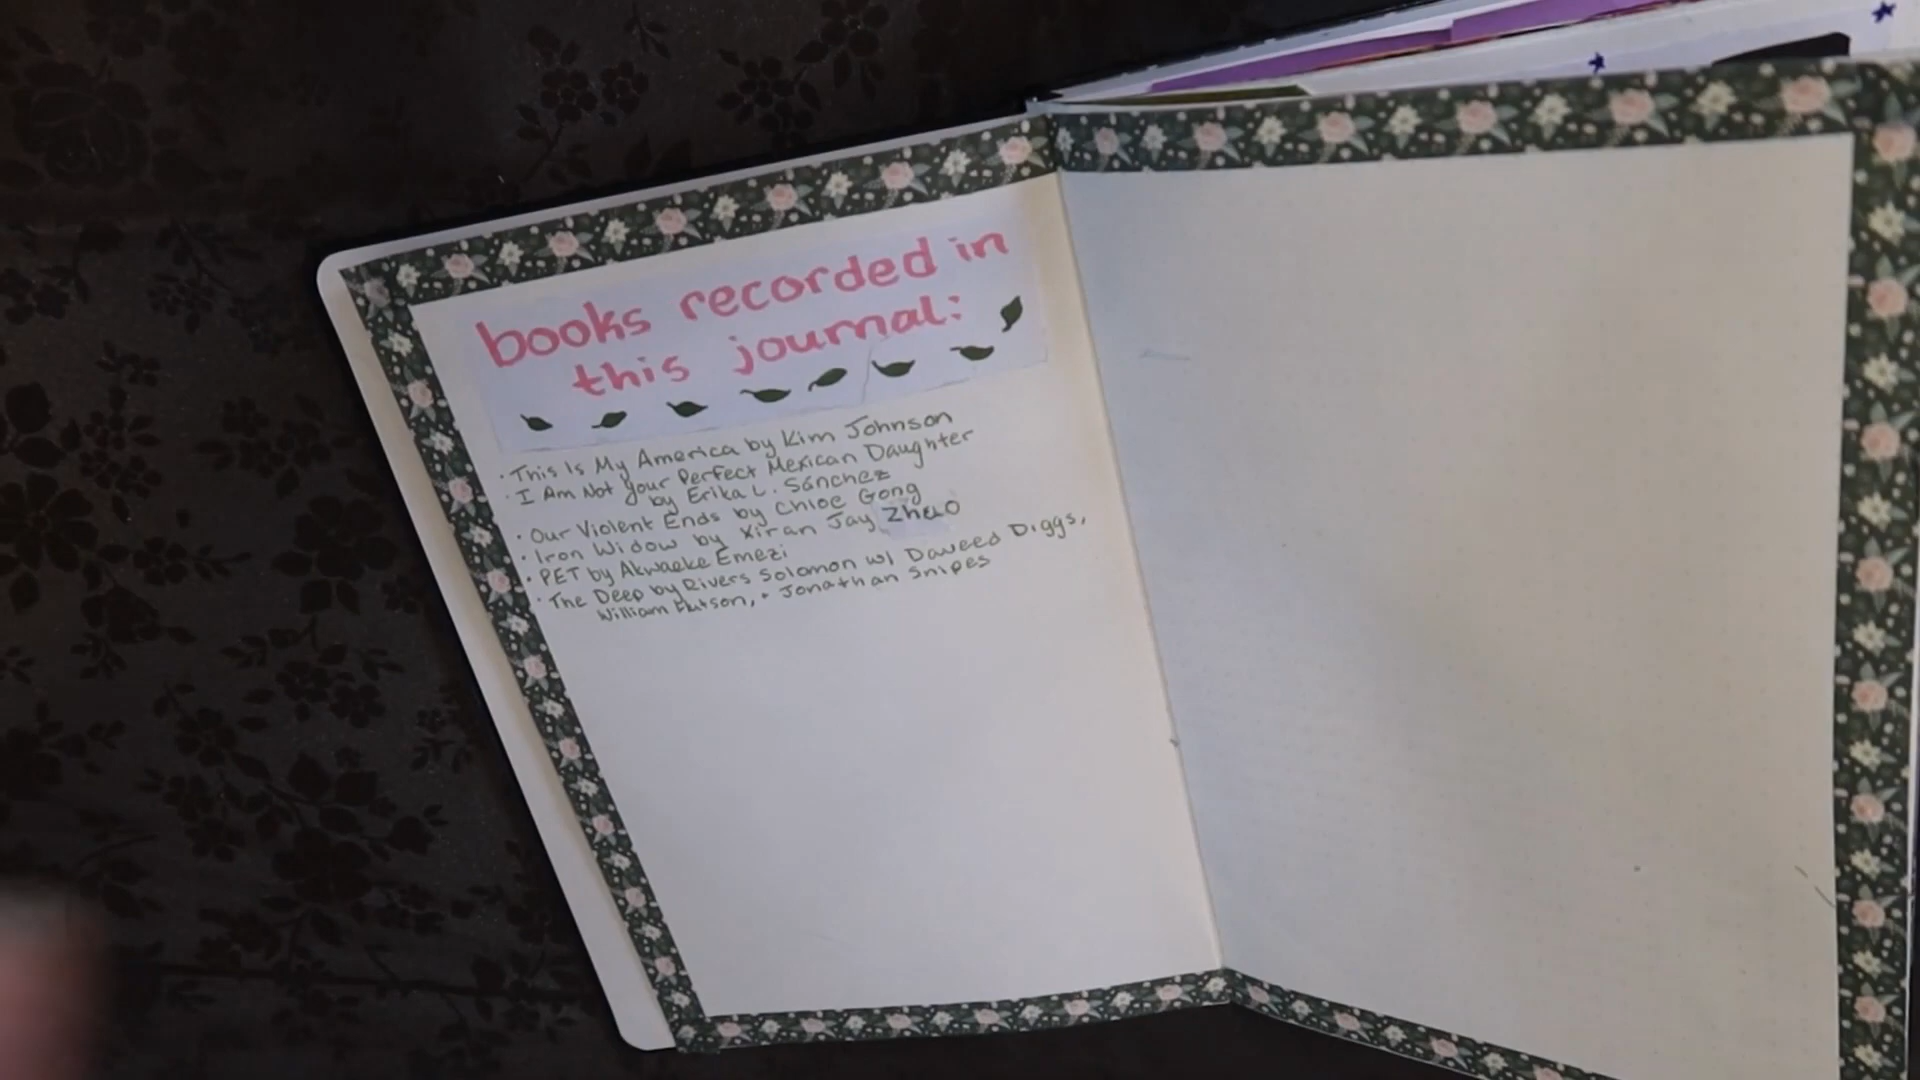 books recorded in
this journal:
· This Is My America by Kim Johnson
· I Am Not Your Perfect Mexican Daughter
by Erika L. Sánchez
· Our Violent Ends by Chloe Gong
· Iron Widow by Xiran Jay Zhao
· PET by Akwaeke Emezi
· The Deep by Rivers Solomon w/ Daveed Diggs,
William Hutson, + Jonathan Snipes